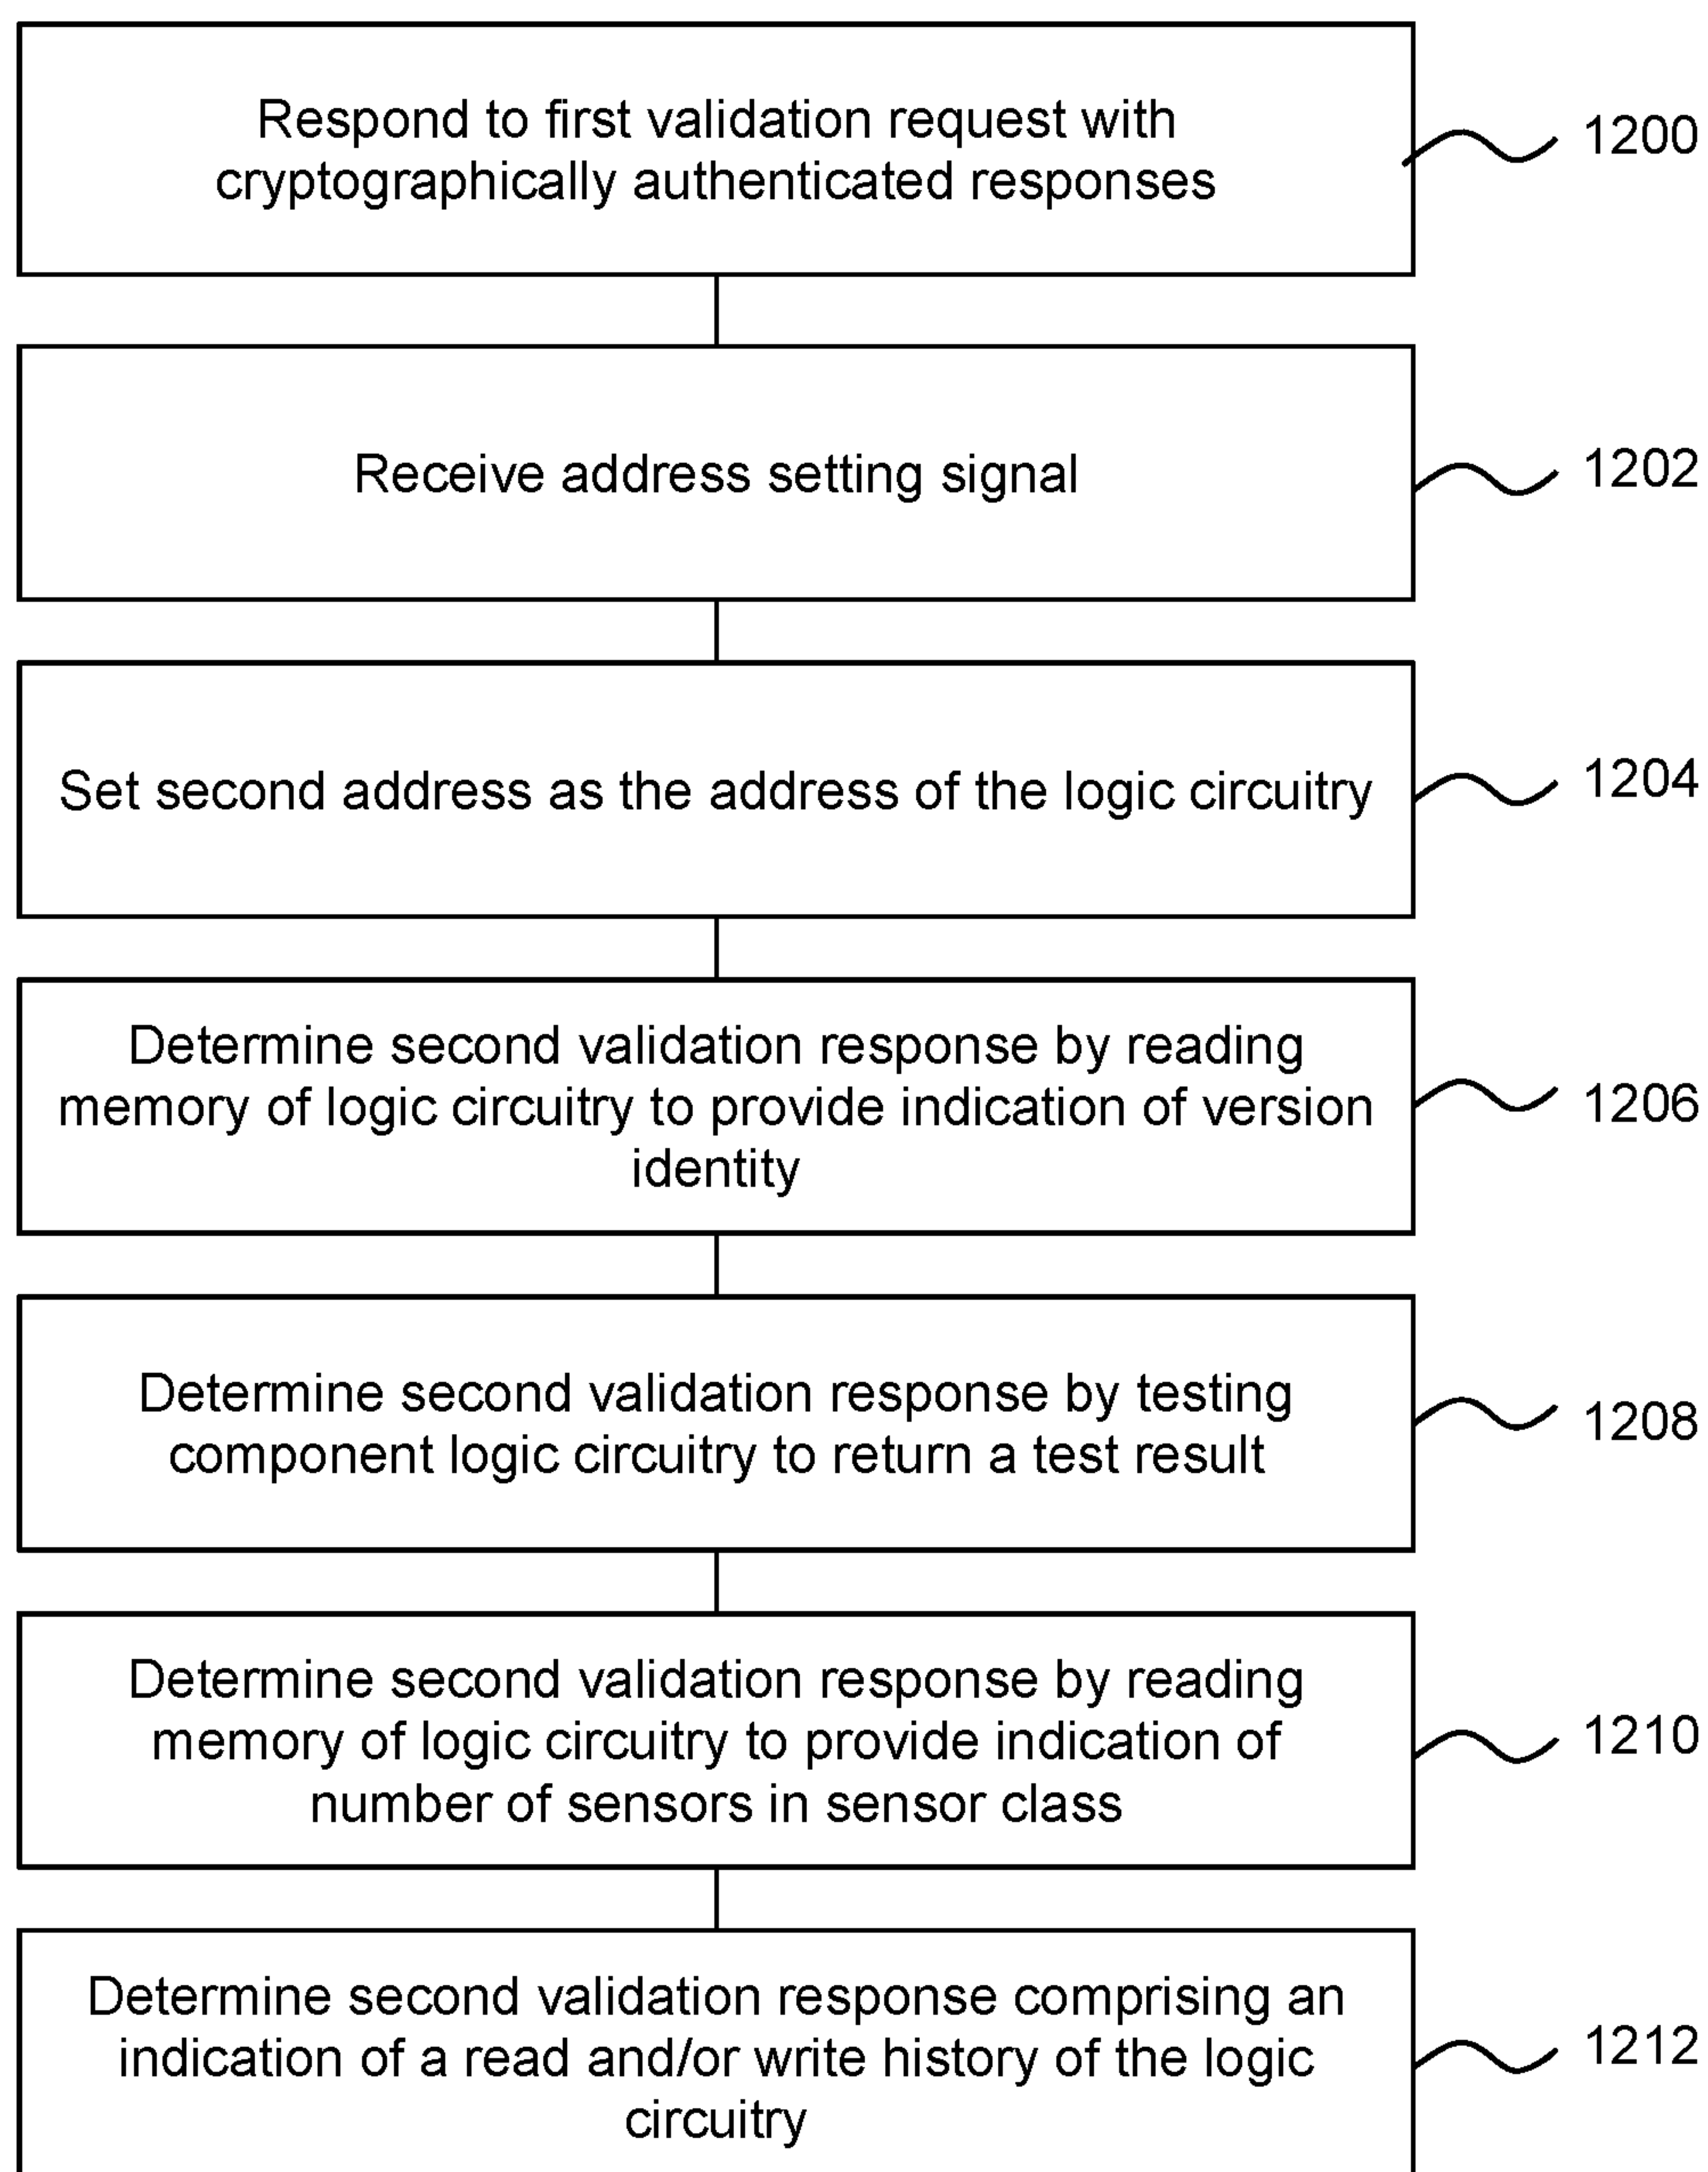 Respond to first validation request with
cryptographically authenticated responses
1200
Receive address setting signal
1202
Set second address as the address of the logic circuitry
1204
Determine second validation response by reading
memory of logic circuitry to provide indication of version
identity
1206
Determine second validation response by testing
component logic circuitry to return a test result
1208
Determine second validation response by reading
memory of logic circuitry to provide indication of
number of sensors in sensor class
1210
Determine second validation response comprising an
indication of a read and/or write history of the logic
circuitry
1212